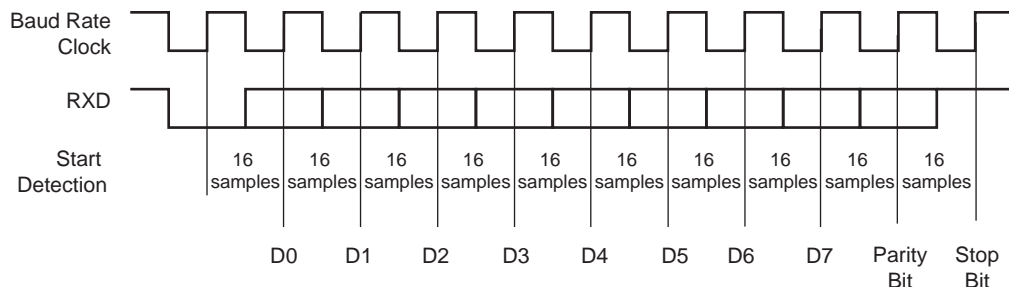 Baud Rate
Clock
RXD
Start
Detection
16 16 16 16 16 16 16 16 16 16
samples samples samples samples samples samples samples samples samples samples
D0 D1 D2 D3 D4 D5 D6 D7 Parity Stop
Bit Bit